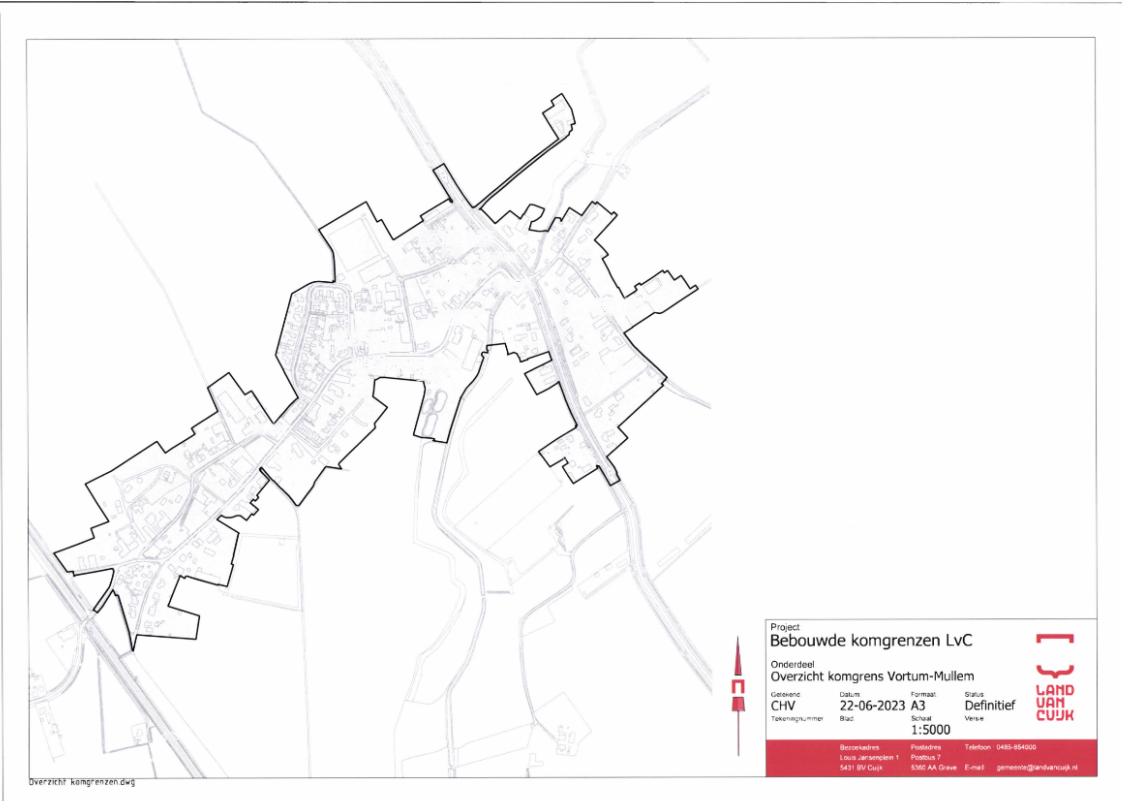 Project
Bebouwde komgrenzen LvC
Onderdeel
Overzicht komgrens Vortum-Mullem
Getekend Datum Formaat Status
CHV 22-06-2023 A3 Definitief
Tekeningnummer Blad Schaal Versie
1:5000
LAND
VAN
CUIJK
Bezoekadres Postadres Telefoon 0485-854000
Louis Jansenplein 1 Postbus 7
5431 BV Cuijk 5360 AA Grave E-mail gemeente@landvancuijk.nl
Overzicht komgrenzen.dwg